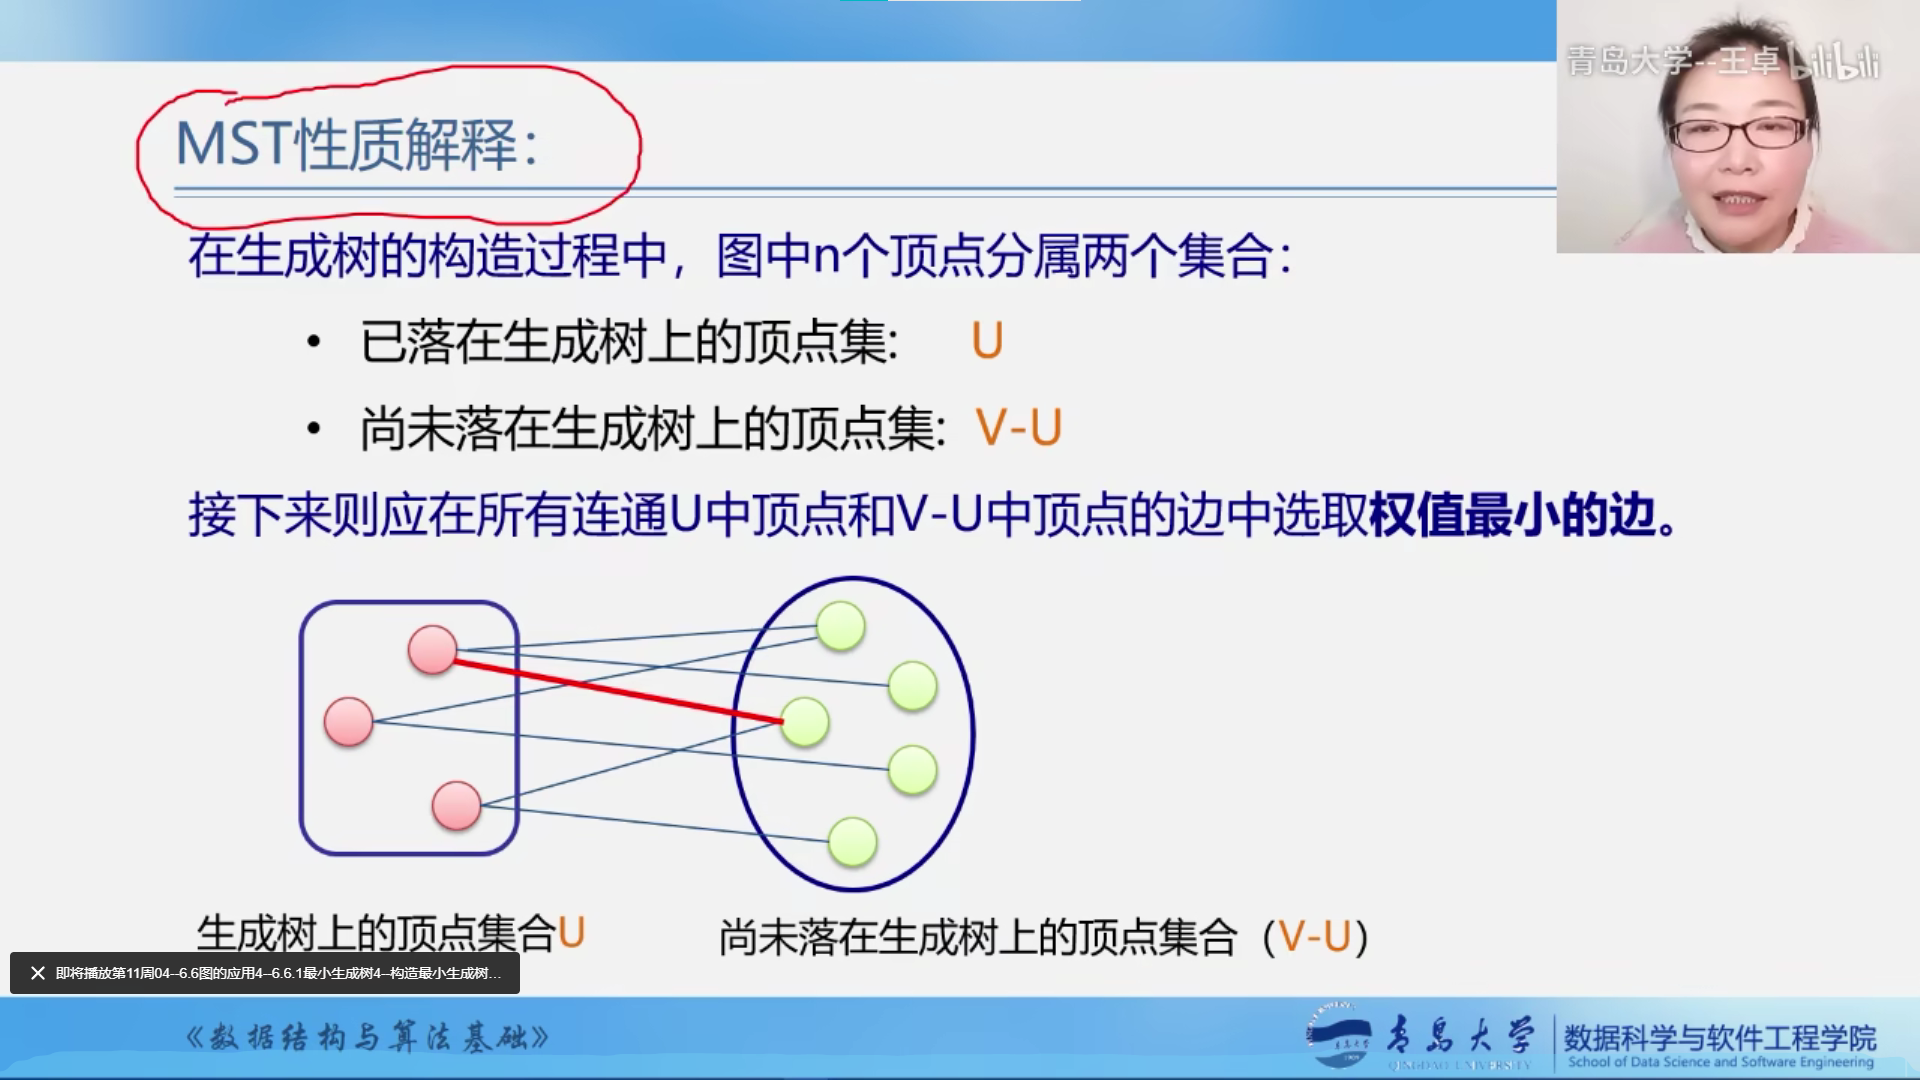 青岛大学--王卓 bilibili
MST性质解释：
在生成树的构造过程中，图中n个顶点分属两个集合：
• 已落在生成树上的顶点集： U
• 尚未落在生成树上的顶点集： V-U
接下来则应在所有连通U中顶点和V-U中顶点的边中选取权值最小的边。
生成树上的顶点集合U
尚未落在生成树上的顶点集合（V-U）
即将播放第11周04--6.6图的应用4--6.6.1最小生成树4--构造最小生成树...
《数据结构与算法基础》
青岛大学
QINGDAO UNIVERSITY
数据科学与软件工程学院
School of Data Science and Software Engineering